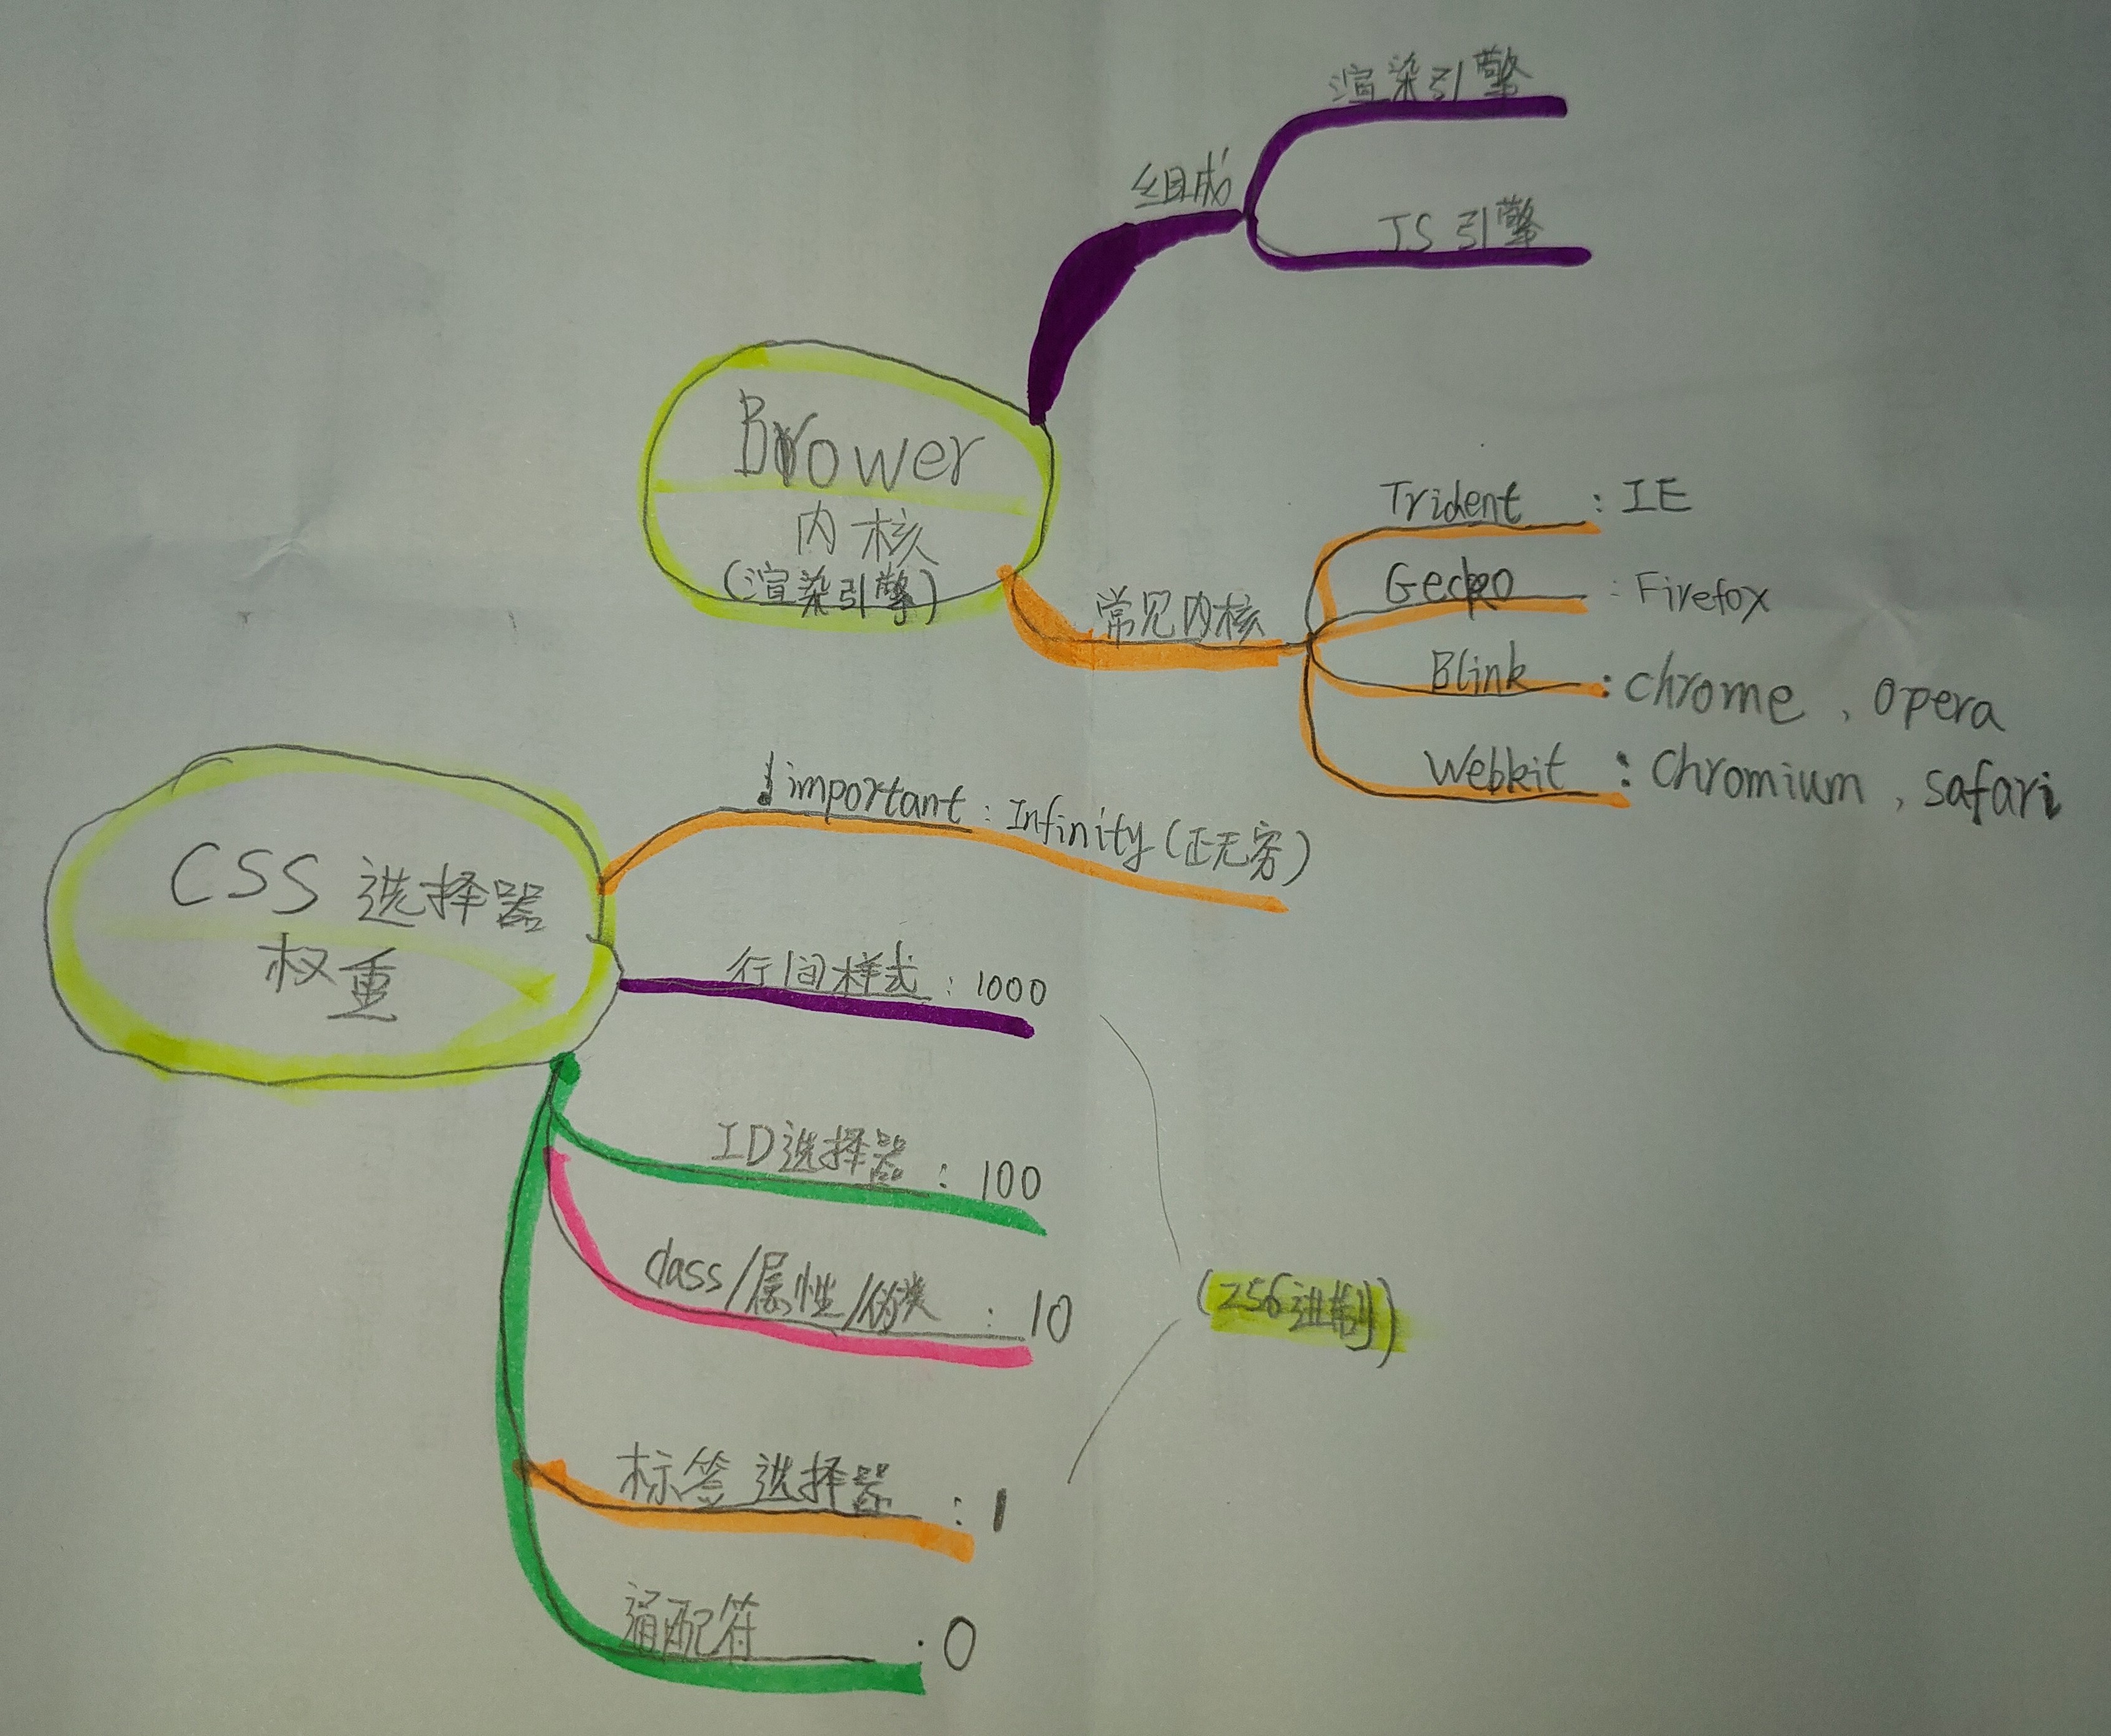 渲染引擎
组成
JS引擎
Brower
内核
(渲染引擎)
常见内核
Trident : IE
Gecko : Firefox
Blink : chrome、opera
Webkit : Chromium、safari
CSS 选择器
权重
!important : Infinity (正无穷)
行间样式 : 1000
ID选择器 : 100
class/属性/伪类 : 10
(256进制)
标签选择器 : 1
通配符 : 0